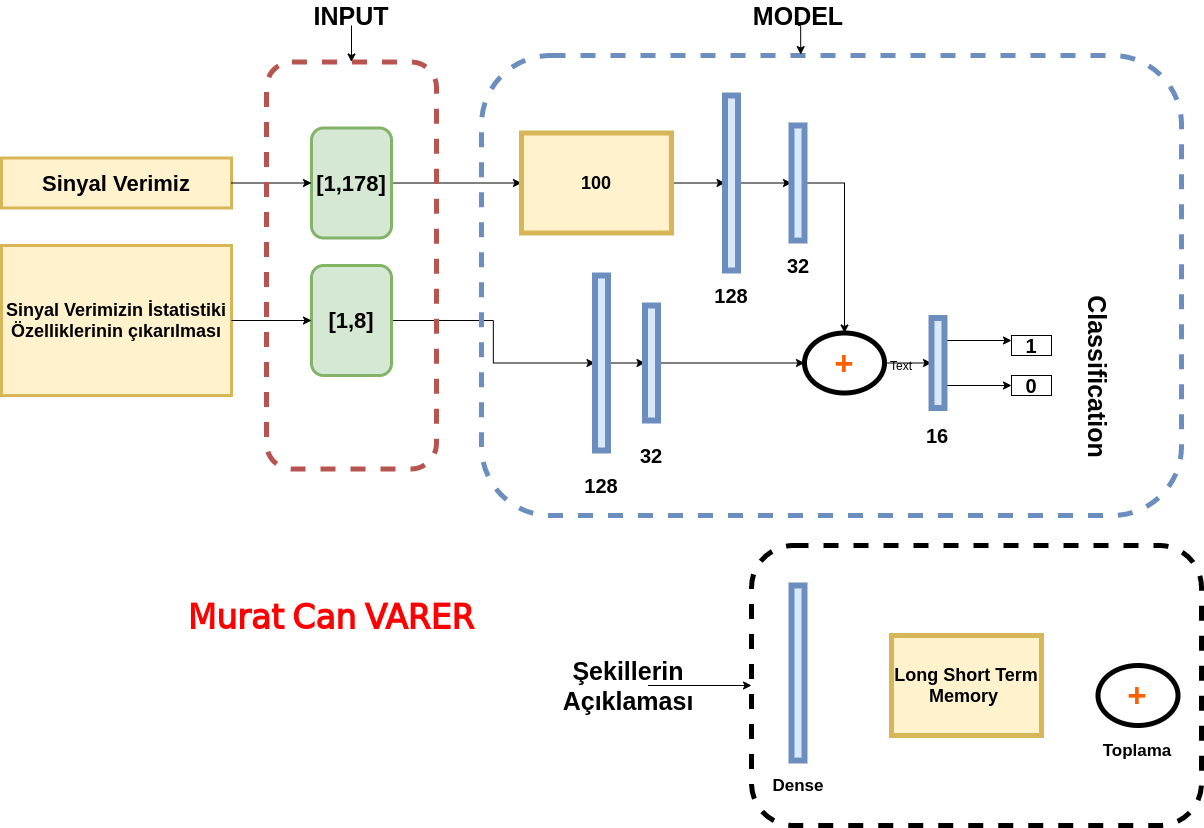 INPUT
MODEL
Sinyal Verimiz
[1,178]
100
128
32
Sinyal Verimizin İstatistiki
Özelliklerinin çıkarılması
[1,8]
128
32
+
Text
16
1
0
Classification
Murat Can VARER
Şekillerin
Açıklaması
Dense
Long Short Term
Memory
+
Toplama